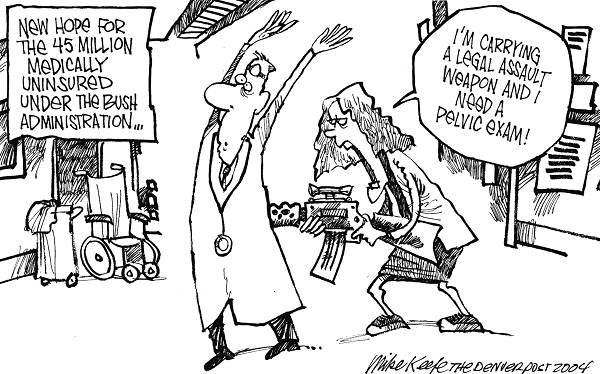 NEW HOPE FOR
THE 45 MILLION
MEDICALLY
UNINSURED
UNDER THE BUSH
ADMINISTRATION...
I'M CARRYING
A LEGAL ASSAULT
WEAPON AND I
NEED A
PELVIC EXAM!
Mike Keefe THE DENVER POST 2004